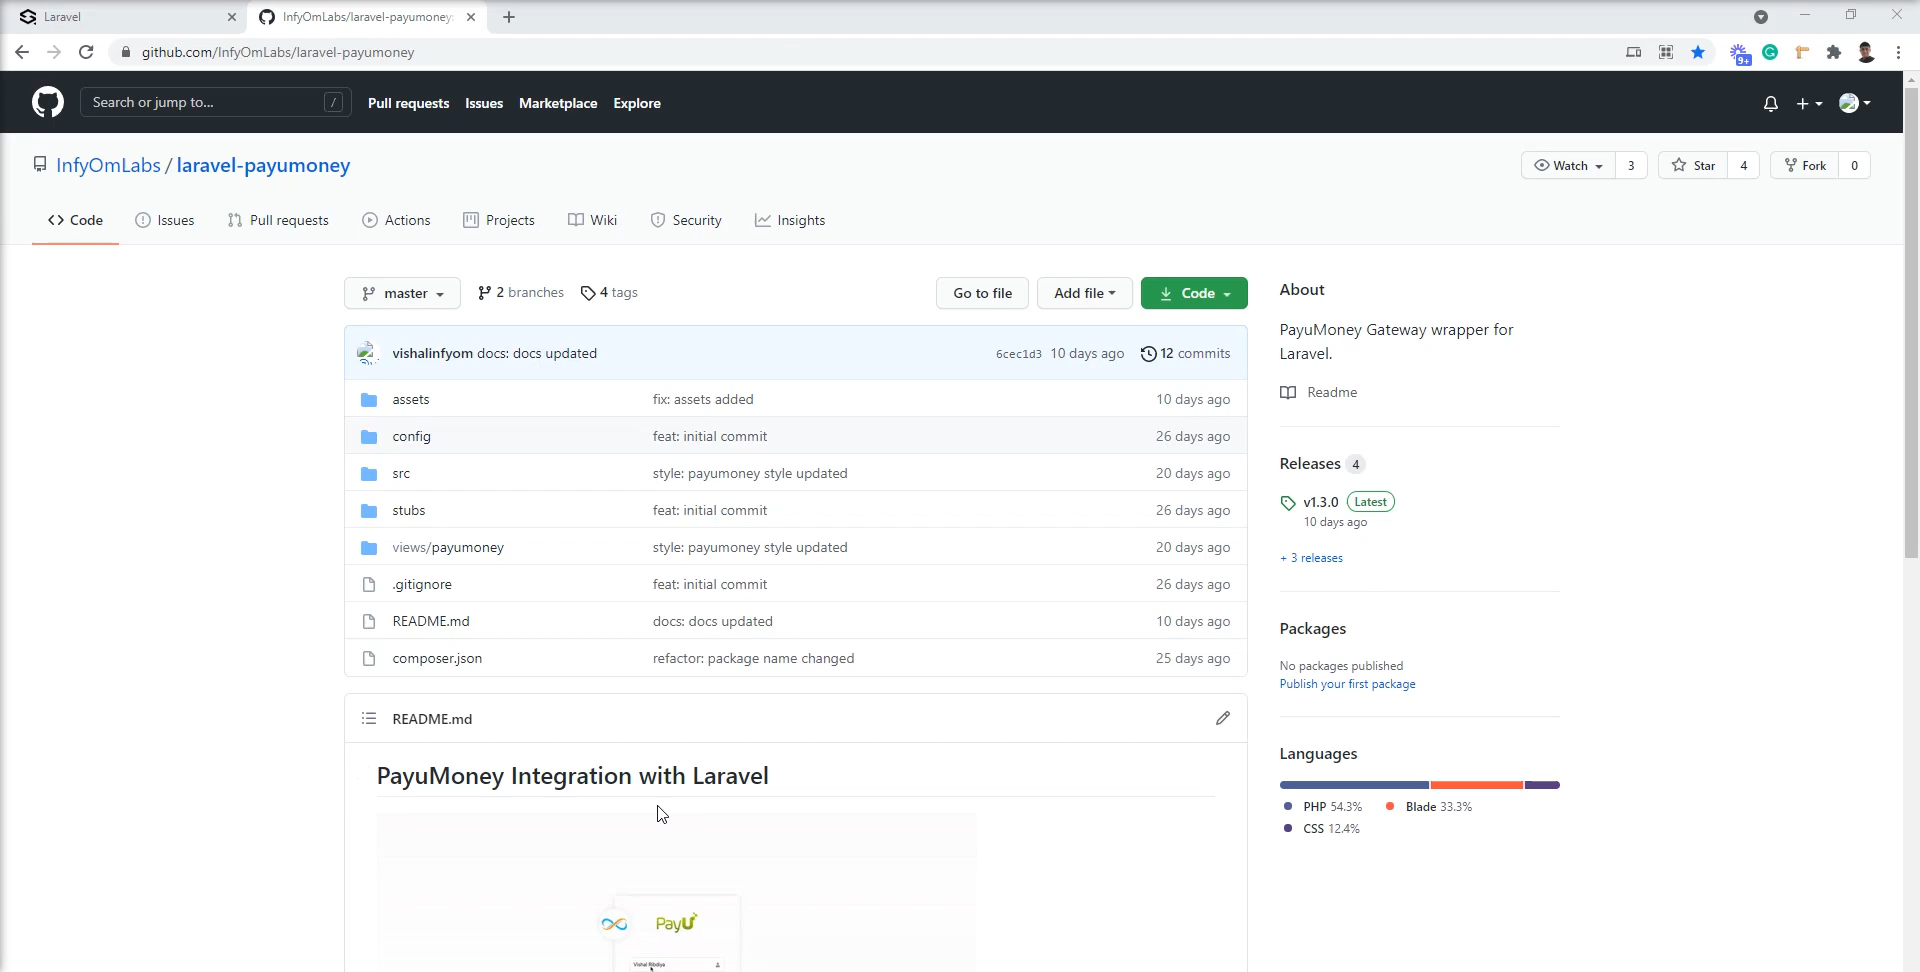 Laravel
InfyOmLabs/laravel-payumoney:
github.com/InfyOmLabs/laravel-payumoney
9+
Search or jump to... /
Pull requests Issues Marketplace Explore
InfyOmLabs / laravel-payumoney
Watch 3 Star 4 Fork 0
Code Issues Pull requests Actions Projects Wiki Security Insights
master 2 branches 4 tags Go to file Add file Code
vishalinfyom docs: docs updated 6cec1d3 10 days ago 12 commits
assets fix: assets added 10 days ago
config feat: initial commit 26 days ago
src style: payumoney style updated 20 days ago
stubs feat: initial commit 26 days ago
views/payumoney style: payumoney style updated 20 days ago
.gitignore feat: initial commit 26 days ago
README.md docs: docs updated 10 days ago
composer.json refactor: package name changed 25 days ago
README.md
PayuMoney Integration with Laravel
PayU
Vishal Ribdiya
About
PayuMoney Gateway wrapper for
Laravel.
Readme
Releases 4
v1.3.0 Latest
10 days ago
+ 3 releases
Packages
No packages published
Publish your first package
Languages
PHP 54.3% Blade 33.3%
CSS 12.4%